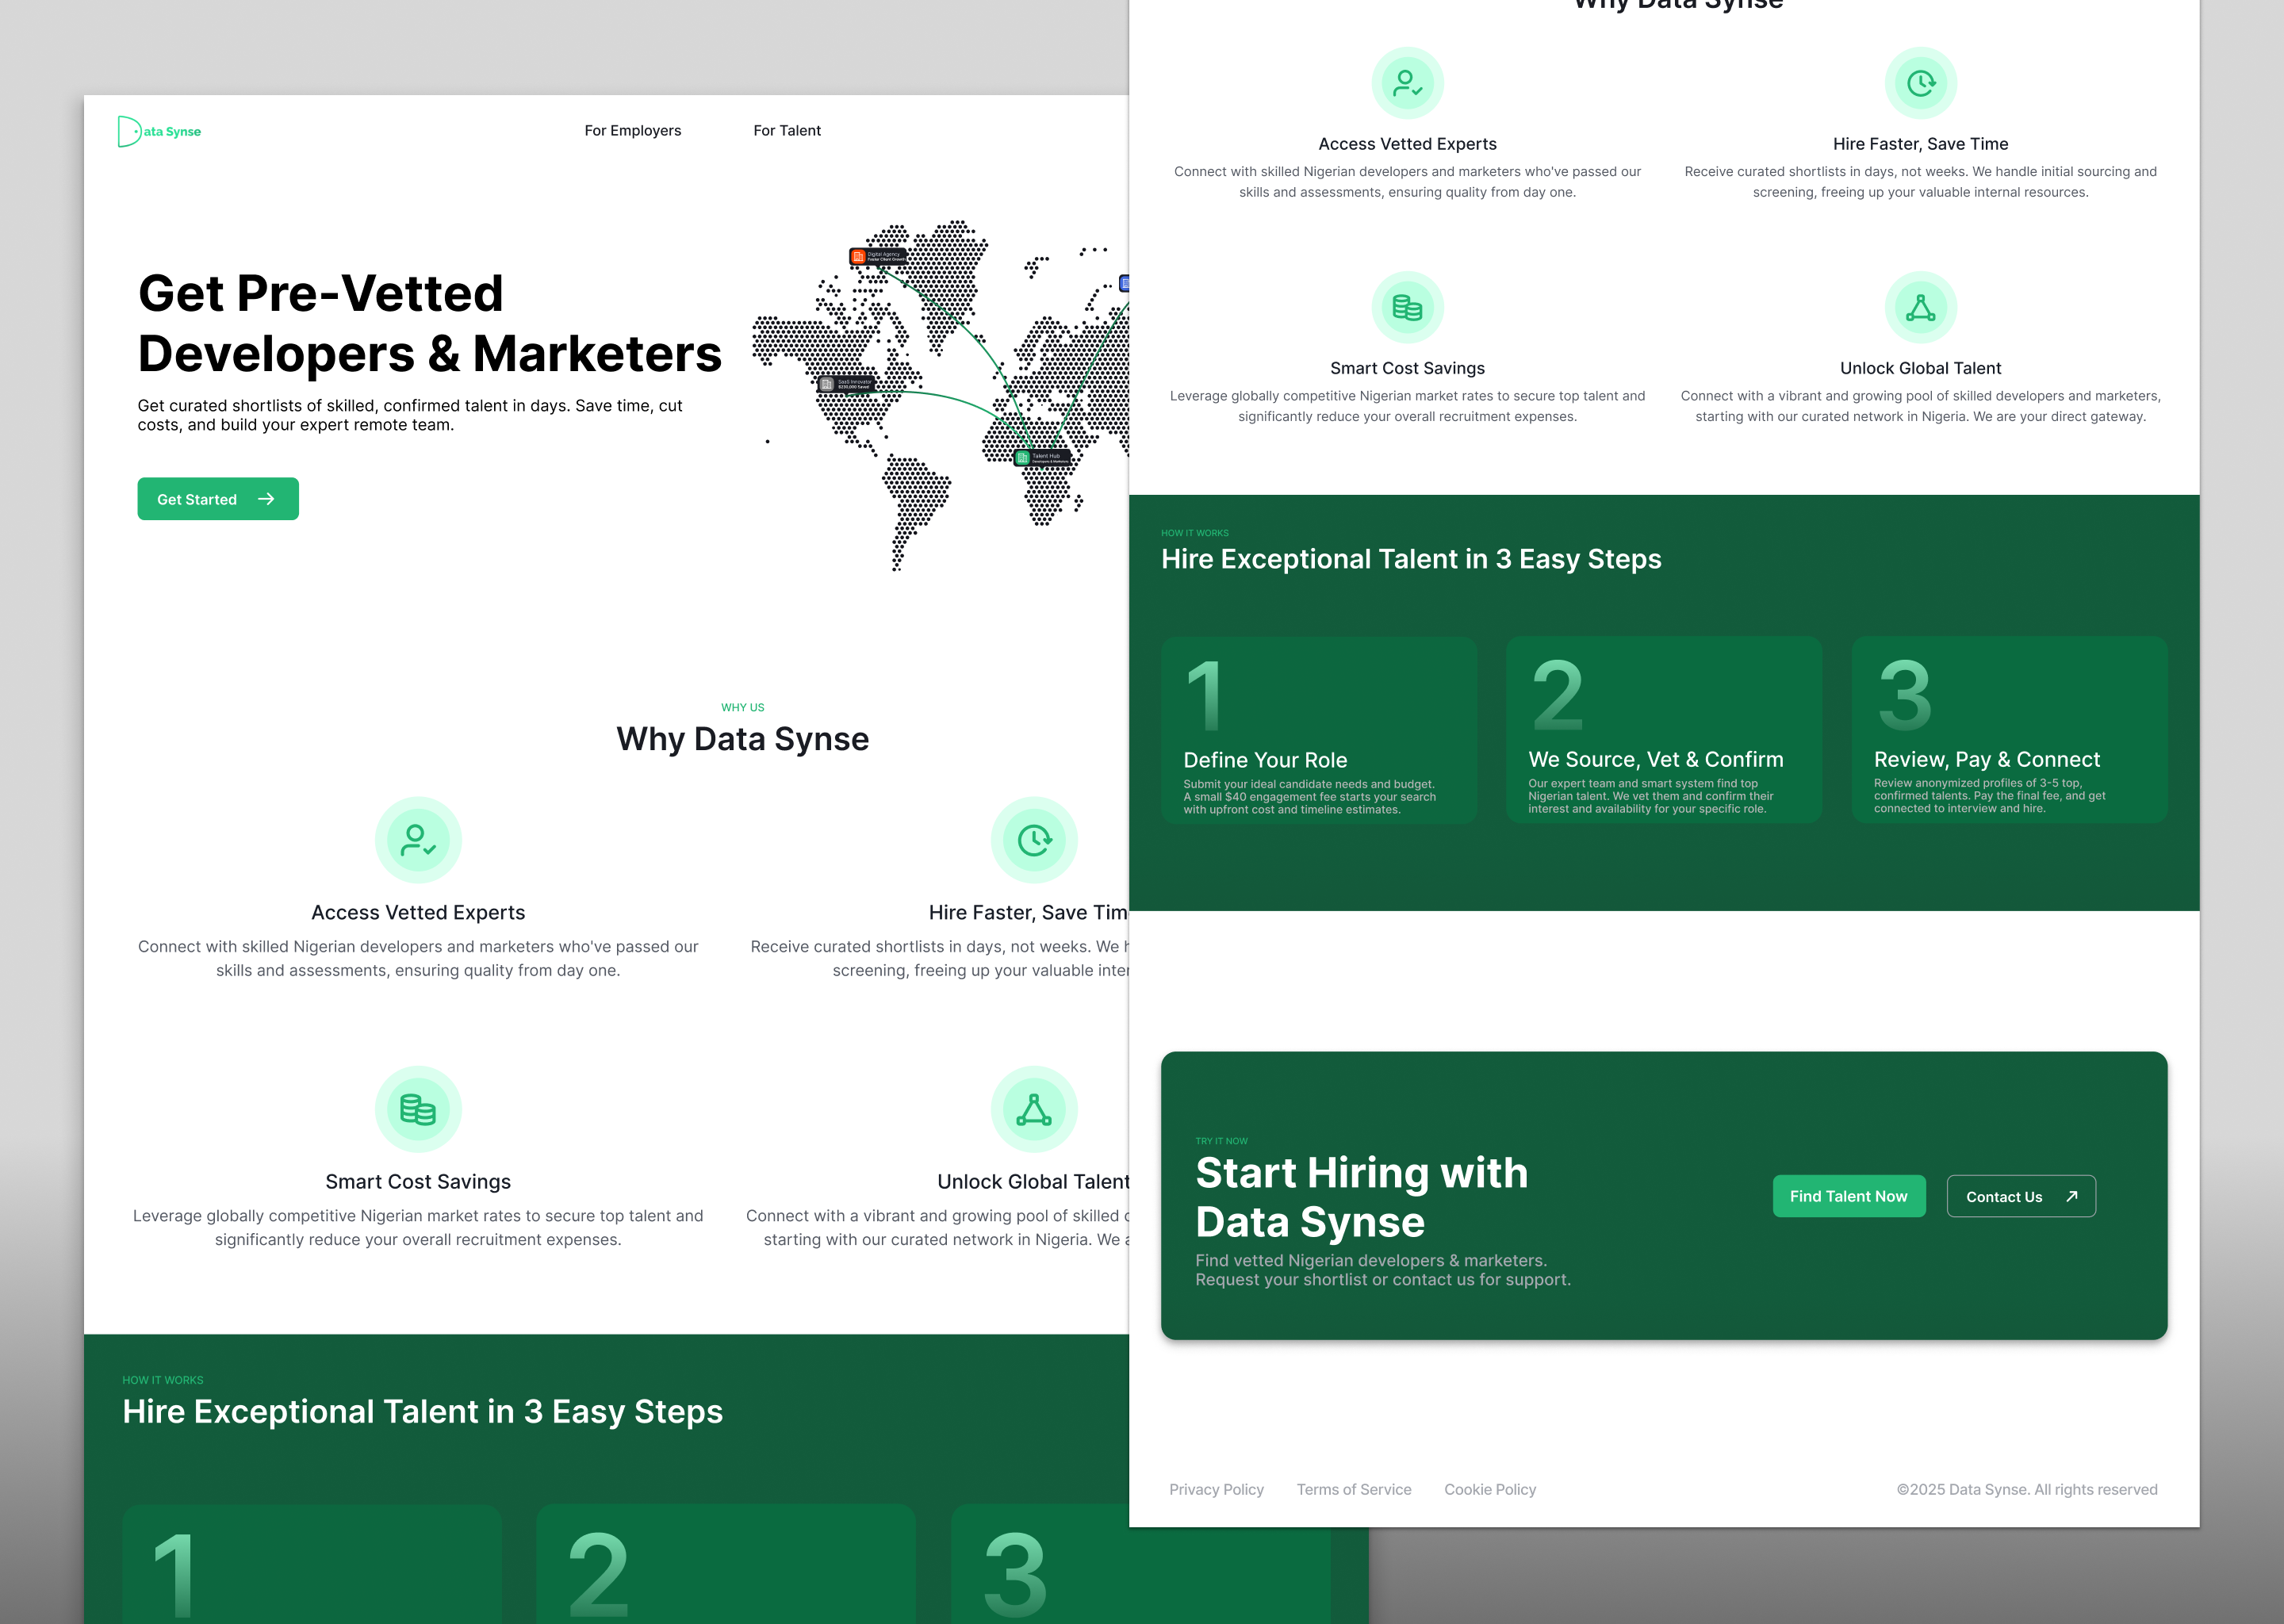 Data Synse
For Employers
For Talent
Get Pre-Vetted
Developers & Marketers
Get curated shortlists of skilled, confirmed talent in days. Save time, cut
costs, and build your expert remote team.
Get Started
Digital Agency
Faster Client Growth
SaaS Innovator
$220,000 Saved
Talent Hub
Developers & Marketers
WHY US
Why Data Synse
Access Vetted Experts
Connect with skilled Nigerian developers and marketers who've passed our
skills and assessments, ensuring quality from day one.
Hire Faster, Save Tim
Receive curated shortlists in days, not weeks. We
screening, freeing up your valuable inter
Smart Cost Savings
Leverage globally competitive Nigerian market rates to secure top talent and
significantly reduce your overall recruitment expenses.
Unlock Global Talent
Connect with a vibrant and growing pool of skilled
starting with our curated network in Nigeria. We a
HOW IT WORKS
Hire Exceptional Talent in 3 Easy Steps
1
2
3
Why Data Synse
Access Vetted Experts
Connect with skilled Nigerian developers and marketers who've passed our
skills and assessments, ensuring quality from day one.
Hire Faster, Save Time
Receive curated shortlists in days, not weeks. We handle initial sourcing and
screening, freeing up your valuable internal resources.
Smart Cost Savings
Leverage globally competitive Nigerian market rates to secure top talent and
significantly reduce your overall recruitment expenses.
Unlock Global Talent
Connect with a vibrant and growing pool of skilled developers and marketers,
starting with our curated network in Nigeria. We are your direct gateway.
HOW IT WORKS
Hire Exceptional Talent in 3 Easy Steps
1
Define Your Role
Submit your ideal candidate needs and budget.
A small $40 engagement fee starts your search
with upfront cost and timeline estimates.
2
We Source, Vet & Confirm
Our expert team and smart system find top
Nigerian talent. We vet them and confirm their
interest and availability for your specific role.
3
Review, Pay & Connect
Review anonymized profiles of 3-5 top,
confirmed talents. Pay the final fee, and get
connected to interview and hire.
TRY IT NOW
Start Hiring with
Data Synse
Find vetted Nigerian developers & marketers.
Request your shortlist or contact us for support.
Find Talent Now
Contact Us
Privacy Policy
Terms of Service
Cookie Policy
©2025 Data Synse. All rights reserved